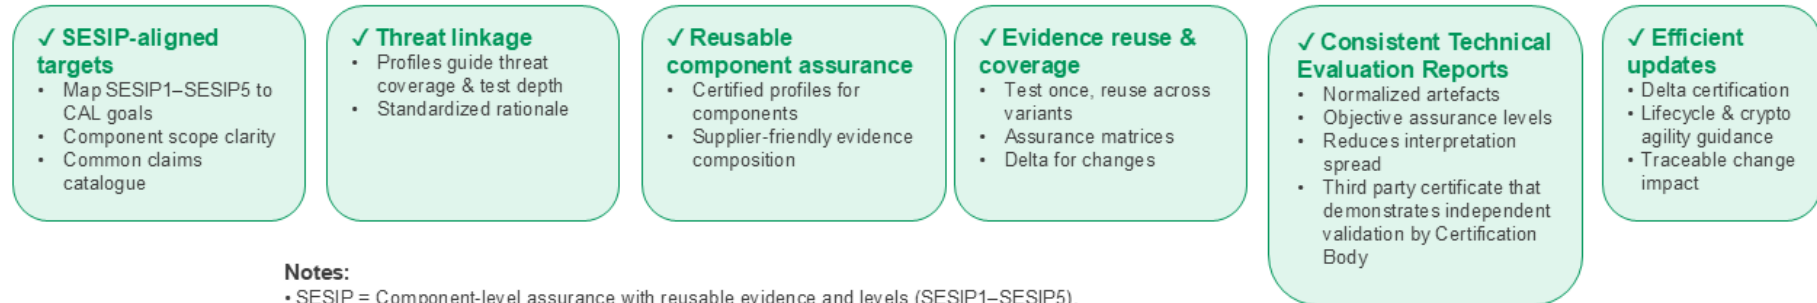 ✓ SESIP-aligned
targets
• Map SESIP1–SESIP5 to
CAL goals
• Component scope clarity
• Common claims
catalogue
✓ Threat linkage
• Profiles guide threat
coverage & test depth
• Standardized rationale
✓ Reusable
component assurance
• Certified profiles for
components
• Supplier-friendly evidence
composition
✓ Evidence reuse &
coverage
• Test once, reuse across
variants
• Assurance matrices
• Delta for changes
✓ Consistent Technical
Evaluation Reports
• Normalized artefacts
• Objective assurance levels
• Reduces interpretation
spread
• Third party certificate that
demonstrates independent
validation by Certification
Body
✓ Efficient
updates
• Delta certification
• Lifecycle & crypto
agility guidance
• Traceable change
impact
Notes:
• SESIP = Component-level assurance with reusable evidence and levels (SESIP1–SESIP5).